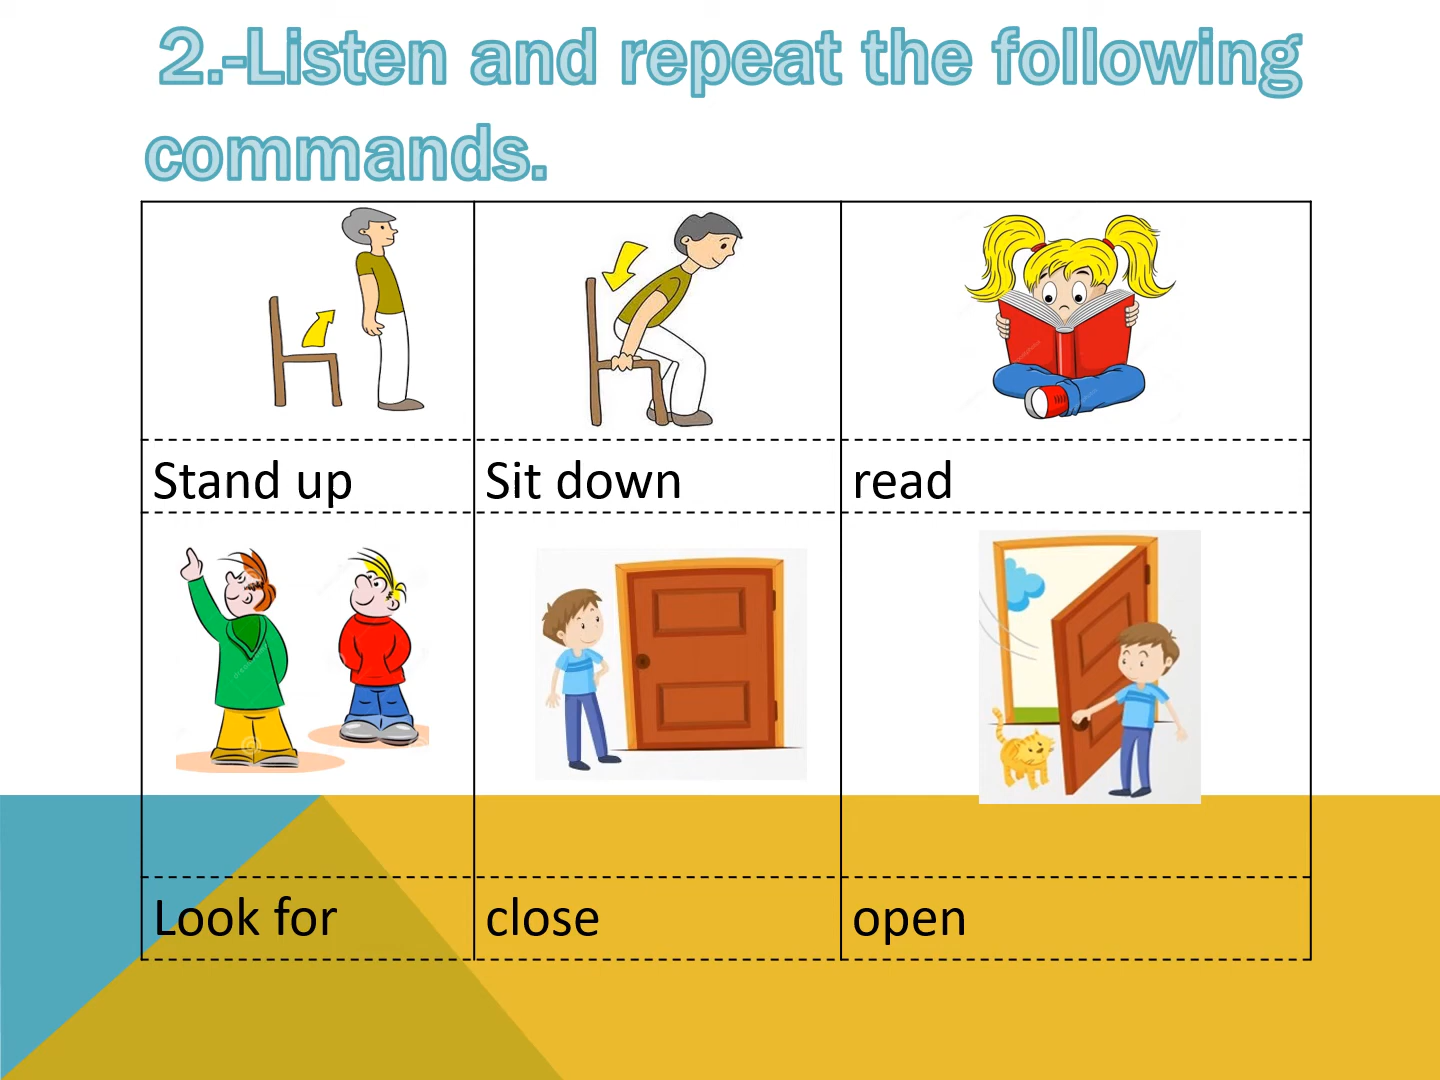 2.-Listen and repeat the following
commands.
Stand up
Sit down
read
Look for
close
open